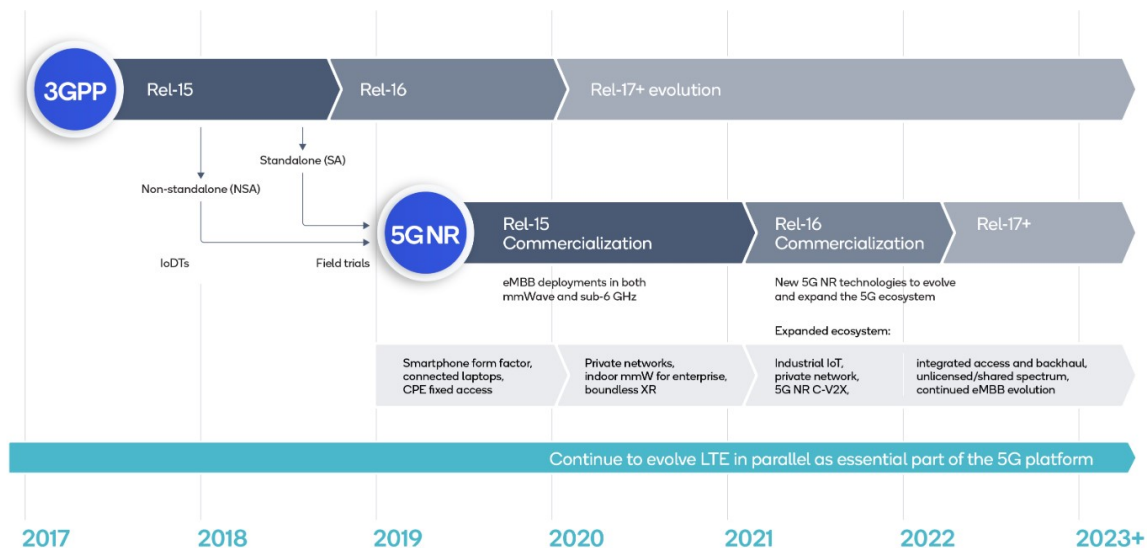 3GPP
Rel-15
Rel-16
Rel-17+ evolution
Standalone (SA)
Non-standalone (NSA)
5G NR
Rel-15
Commercialization
Rel-16
Commercialization
Rel-17+
IoDTs
Field trials
eMBB deployments in both
mmWave and sub-6 GHz
New 5G NR technologies to evolve
and expand the 5G ecosystem
Expanded ecosystem:
Smartphone form factor,
connected laptops,
CPE fixed access
Private networks,
indoor mmW for enterprise,
boundless XR
Industrial IoT,
private network,
5G NR C-V2X,
integrated access and backhaul,
unlicensed/shared spectrum,
continued eMBB evolution
Continue to evolve LTE in parallel as essential part of the 5G platform
2017
2018
2019
2020
2021
2022
2023+